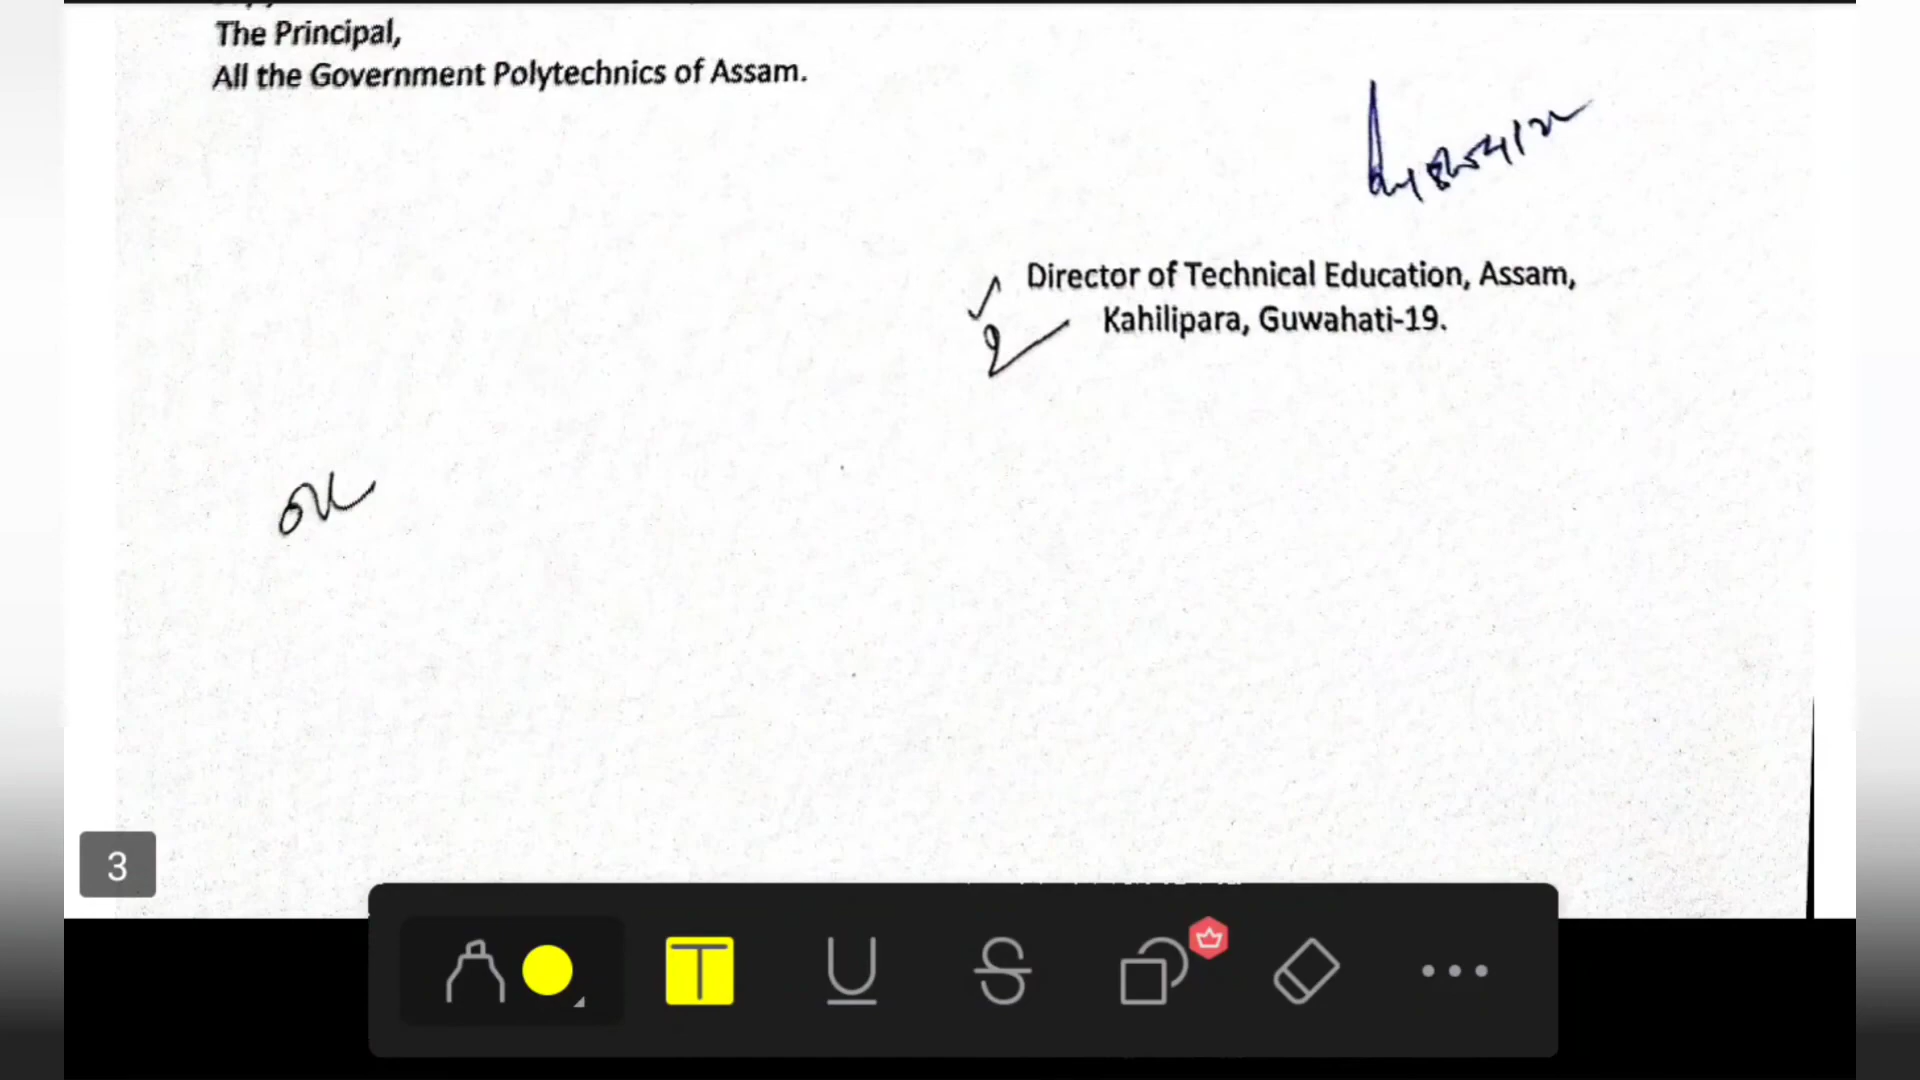 The Principal,
All the Government Polytechnics of Assam.
Director of Technical Education, Assam,
Kahilipara, Guwahati-19.
3